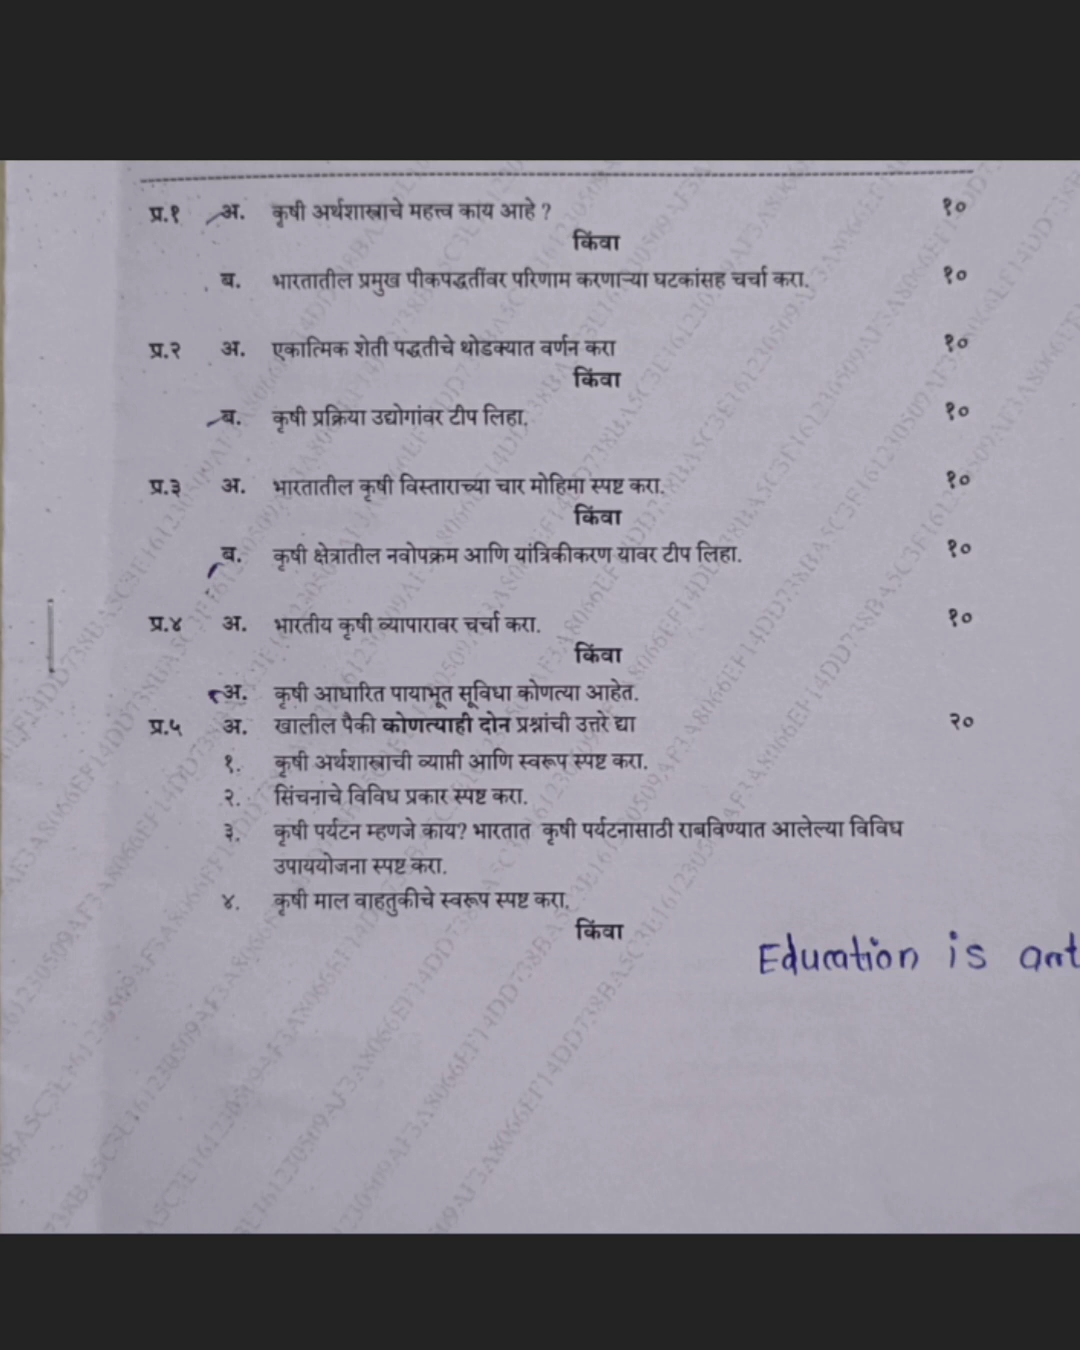 प्र.१ अ. कृषी अर्थशास्त्राचे महत्त्व काय आहे ? १०
किंवा
ब. भारतातील प्रमुख पीकपद्धतींवर परिणाम करणाऱ्या घटकांसह चर्चा करा. १०
प्र.२ अ. एकात्मिक शेती पद्धतीचे थोडक्यात वर्णन करा १०
किंवा
ब. कृषी प्रक्रिया उद्योगांवर टीप लिहा. १०
प्र.३ अ. भारतातील कृषी विस्ताराच्या चार मोहिमा स्पष्ट करा. १०
किंवा
ब. कृषी क्षेत्रातील नवोपक्रम आणि यांत्रिकीकरण यावर टीप लिहा. १०
प्र.४ अ. भारतीय कृषी व्यापारावर चर्चा करा. १०
किंवा
अ. कृषी आधारित पायाभूत सूविधा कोणत्या आहेत.
प्र.५ अ. खालील पैकी कोणत्याही दोन प्रश्नांची उत्तरे द्या २०
१. कृषी अर्थशास्त्राची व्याप्ती आणि स्वरूप स्पष्ट करा.
२. सिंचनाचे विविध प्रकार स्पष्ट करा.
३. कृषी पर्यटन म्हणजे काय? भारतात कृषी पर्यटनासाठी राबविण्यात आलेल्या विविध
उपाययोजना स्पष्ट करा.
४. कृषी माल वाहतुकीचे स्वरूप स्पष्ट करा.
किंवा
Education is art